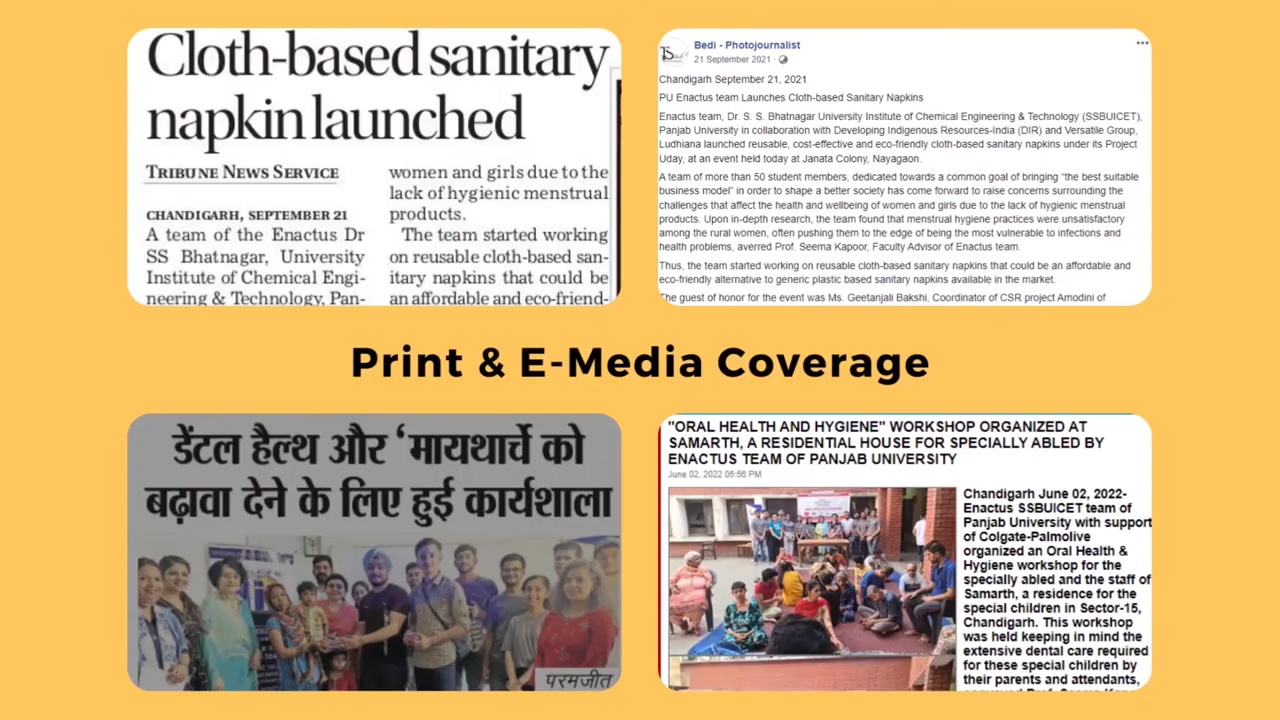 Cloth-based sanitary
napkin launched
TRIBUNE NEWS SERVICE
CHANDIGARH, SEPTEMBER 21
A team of the Enactus Dr
SS Bhatnagar, University
Institute of Chemical Engi-
neering & Technology, Pan-
women and girls due to the
lack of hygienic menstrual
products.
The team started working
on reusable cloth-based san-
itary napkins that could be
an affordable and eco-friend-
Bedi - Photojournalist
21 September 2021 ·
Chandigarh September 21, 2021
PU Enactus team Launches Cloth-based Sanitary Napkins
Enactus team, Dr. S. S. Bhatnagar University Institute of Chemical Engineering & Technology (SSBUICET),
Panjab University in collaboration with Developing Indigenous Resources-India (DIR) and Versatile Group,
Ludhiana launched reusable, cost-effective and eco-friendly cloth-based sanitary napkins under its Project
Uday, at an event held today at Janata Colony, Nayagaon.
A team of more than 50 student members, dedicated towards a common goal of bringing “the best suitable
business model” in order to shape a better society has come forward to raise concerns surrounding the
challenges that affect the health and wellbeing of women and girls due to the lack of hygienic menstrual
products. Upon in-depth research, the team found that menstrual hygiene practices were unsatisfactory
among the rural women, often pushing them to the edge of being the most vulnerable to infections and
health problems, averred Prof. Seema Kapoor, Faculty Advisor of Enactus team.
Thus, the team started working on reusable cloth-based sanitary napkins that could be an affordable and
eco-friendly alternative to generic plastic based sanitary napkins available in the market.
The guest of honor for the event was Ms. Geetanjali Bakshi, Coordinator of CSR project Amodini of
Print & E-Media Coverage
डेंटल हैल्थ और ‘मायथार्चे को
बढ़ावा देने के लिए हुई कार्यशाला
परमजीत
"ORAL HEALTH AND HYGIENE" WORKSHOP ORGANIZED AT
SAMARTH, A RESIDENTIAL HOUSE FOR SPECIALLY ABLED BY
ENACTUS TEAM OF PANJAB UNIVERSITY
June 02, 2022 05:56 PM
Chandigarh June 02, 2022-
Enactus SSBUICET team of
Panjab University with support
of Colgate-Palmolive
organized an Oral Health &
Hygiene workshop for the
specially abled and the staff of
Samarth, a residence for the
special children in Sector-15,
Chandigarh. This workshop
was held keeping in mind the
extensive dental care required
for these special children by
their parents and attendants,